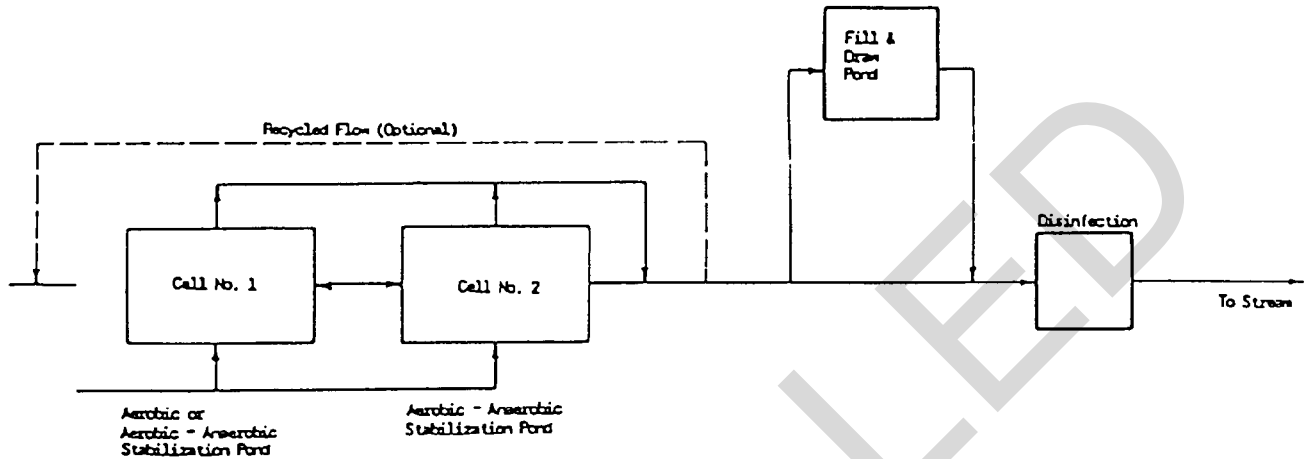 Fill &
Draw
Pond
Recycled Flow (Optional)
Disinfection
Cell No. 1
Cell No. 2
To Stream
Aerobic or
Aerobic - Anaerobic
Stabilization Pond
Aerobic - Anaerobic
Stabilization Pond
LED